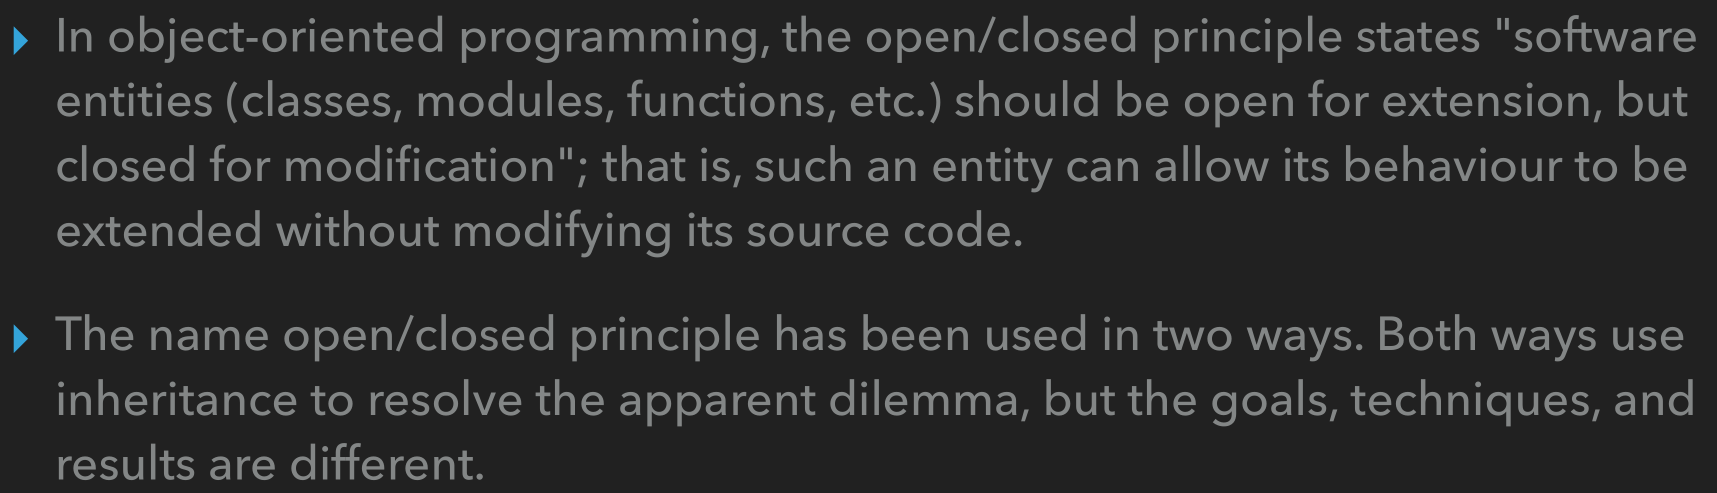 In object-oriented programming, the open/closed principle states "software
entities (classes, modules, functions, etc.) should be open for extension, but
closed for modification"; that is, such an entity can allow its behaviour to be
extended without modifying its source code.
The name open/closed principle has been used in two ways. Both ways use
inheritance to resolve the apparent dilemma, but the goals, techniques, and
results are different.